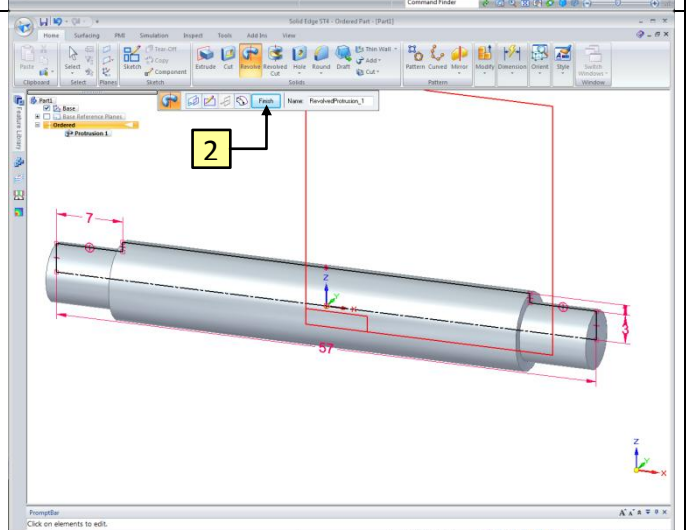 Command Finder
Solid Edge ST4 - Ordered Part - [Part1]
Home Surfacing PMI Simulation Inspect Tools Add Ins View
Paste Select Sketch Tear-Off Copy Component Extrude Cut Revolve Revolved Cut Hole Round Draft Thin Wall Add Cut Pattern Curved Mirror Modify Dimension Orient Style Switch Windows
Clipboard Select Planes Sketch Solids Pattern Window
Part1
Base
Base Reference Planes
Ordered
Protrusion 1
Feature Library
Finish Name: RevolvedProtrusion_1
2
7
Z
Y
X
57
3
Z
Y
X
PromptBar
Click on elements to edit.